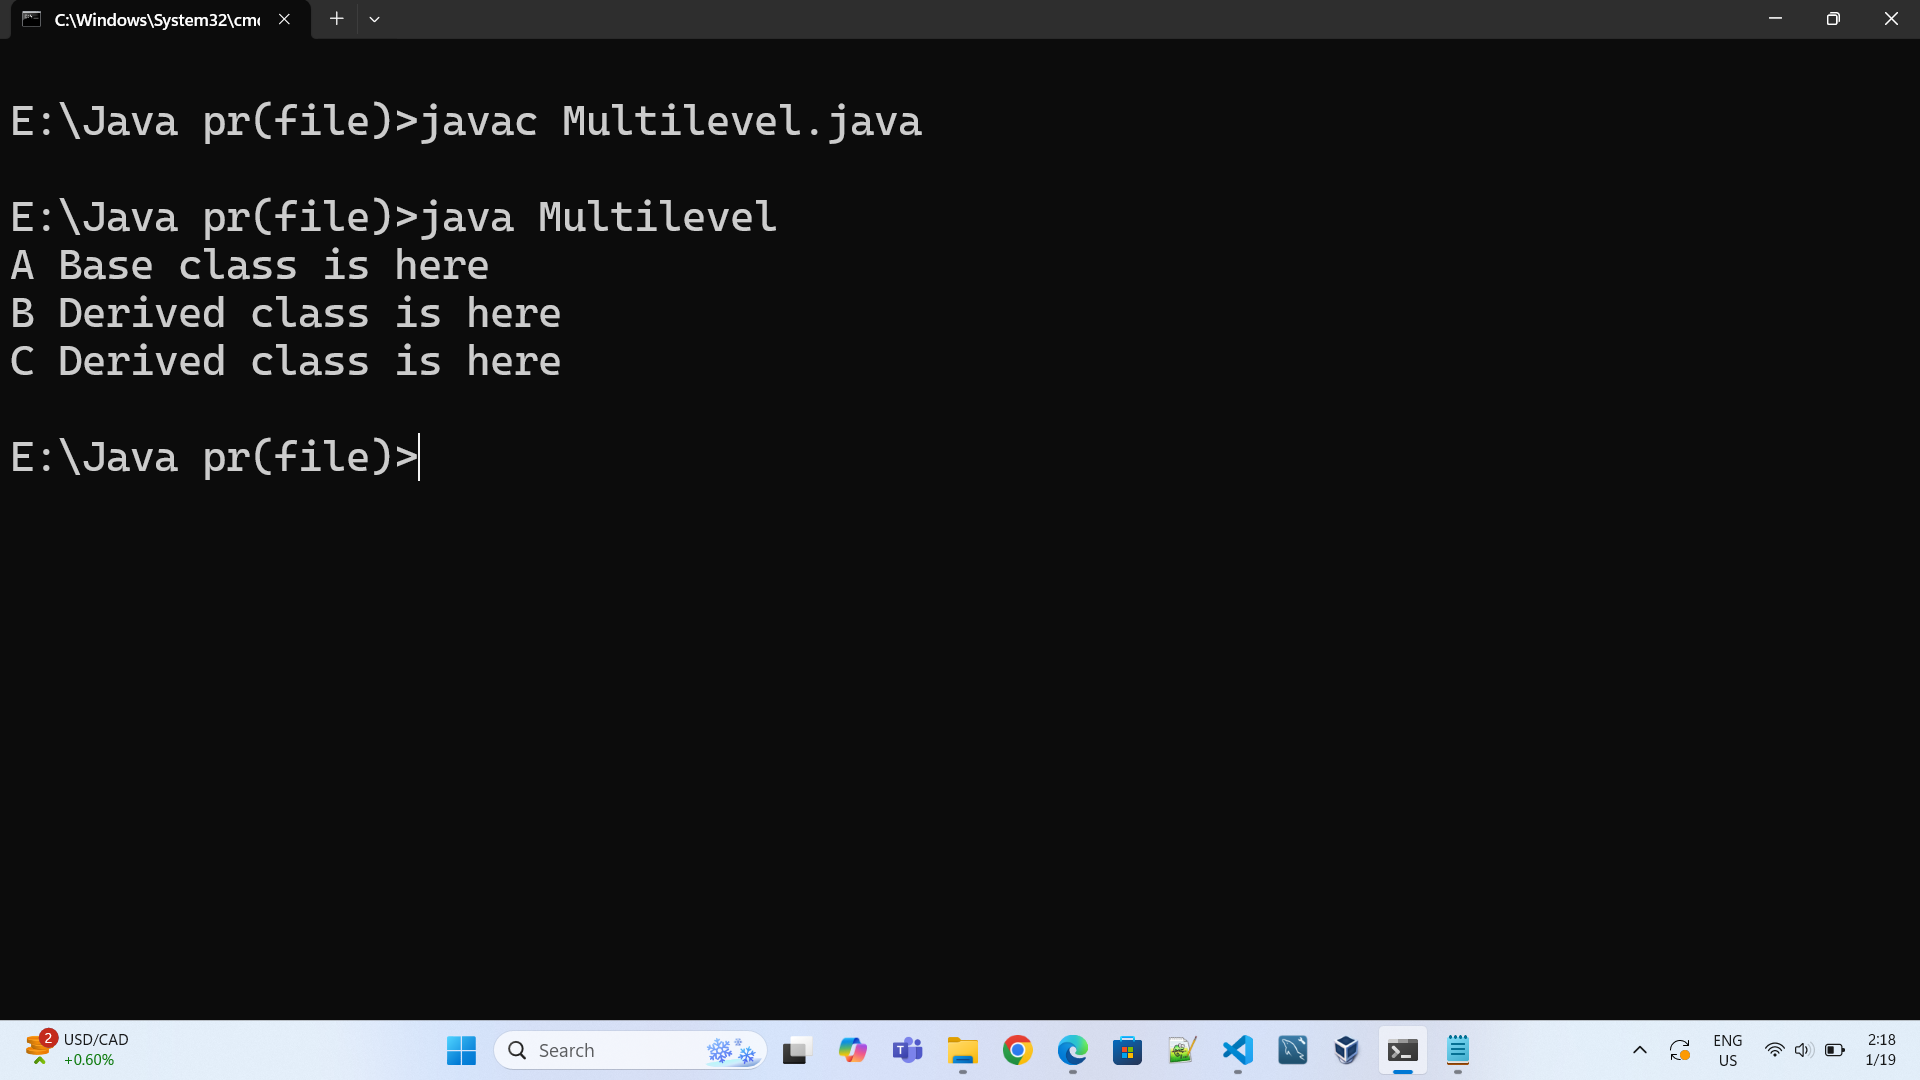 C:\Windows\System32\cm
E:\Java pr(file)>javac Multilevel.java
E:\Java pr(file)>java Multilevel
A Base class is here
B Derived class is here
C Derived class is here
E:\Java pr(file)>
2
USD/CAD
+0.60%
Search
ENG
US
2:18
1/19